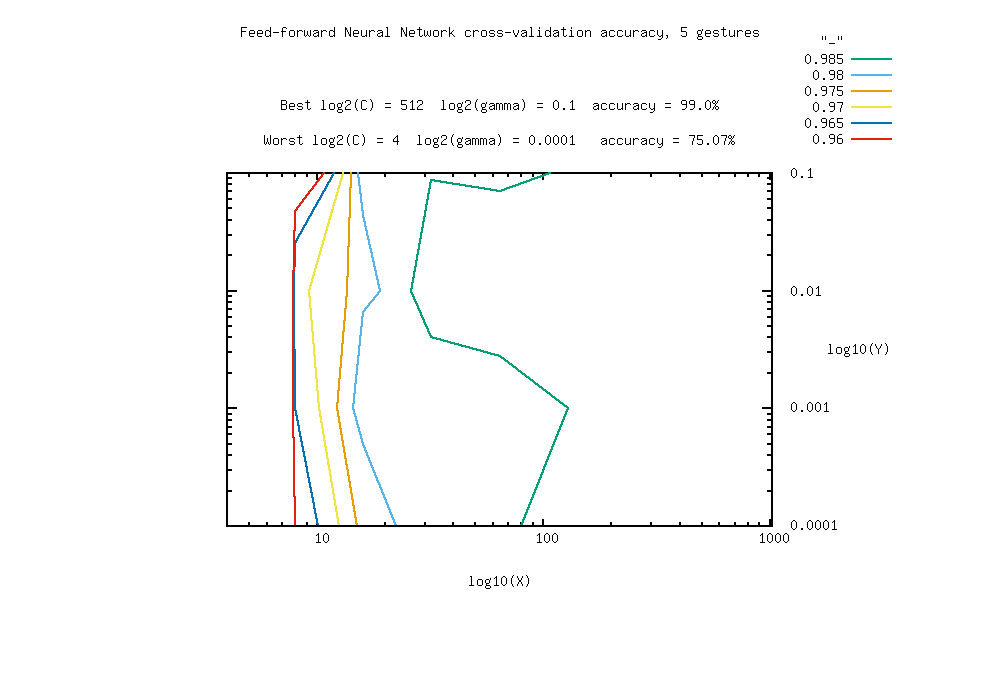 Feed-forward Neural Network cross-validation accuracy, 5 gestures
"_"
0.985
0.98
0.975
0.97
0.965
0.96
Best log2(C) = 512  log2(gamma) = 0.1  accuracy = 99.0%
Worst log2(C) = 4  log2(gamma) = 0.0001   accuracy = 75.07%
0.1
0.01
log10(Y)
0.001
0.0001
10 100 1000
log10(X)